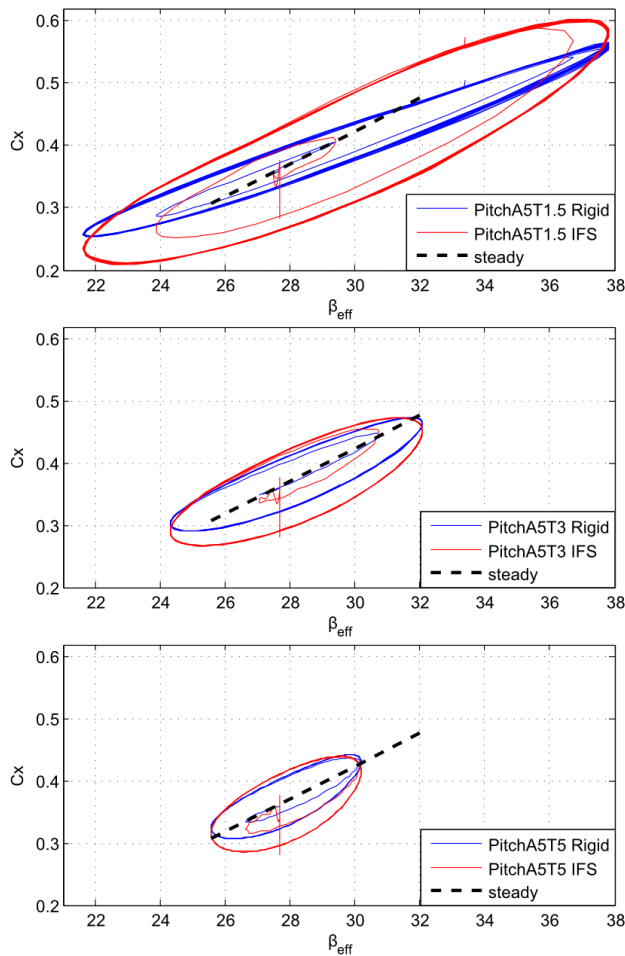 0.6
0.5
Cx
0.4
0.3
0.2
22 24 26 28 30 32 34 36 38
β_eff
PitchA5T1.5 Rigid
PitchA5T1.5 IFS
steady
0.6
0.5
Cx
0.4
0.3
0.2
22 24 26 28 30 32 34 36 38
β_eff
PitchA5T3 Rigid
PitchA5T3 IFS
steady
0.6
0.5
Cx
0.4
0.3
0.2
22 24 26 28 30 32 34 36 38
β_eff
PitchA5T5 Rigid
PitchA5T5 IFS
steady